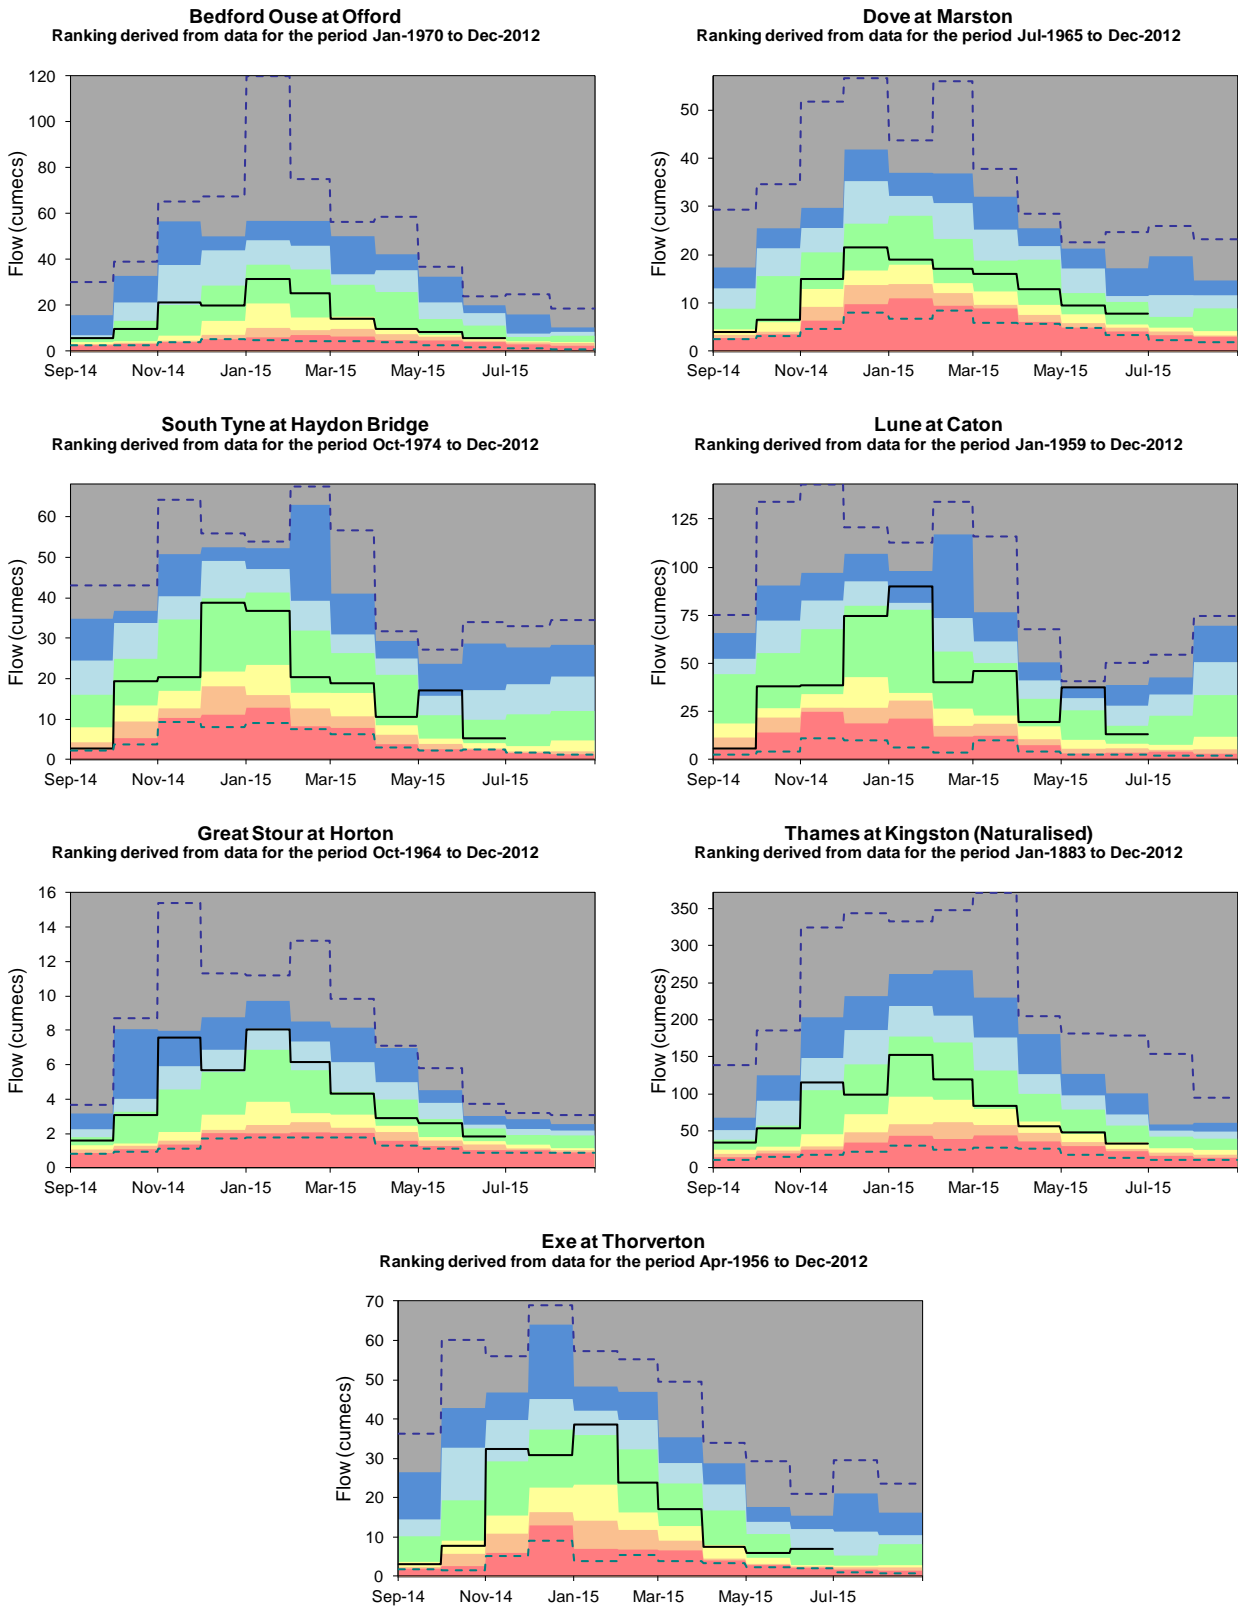 Bedford Ouse at Offord
Ranking derived from data for the period Jan-1970 to Dec-2012
Flow (cumecs)
120
100
80
60
40
20
0
Sep-14 Nov-14 Jan-15 Mar-15 May-15 Jul-15
Dove at Marston
Ranking derived from data for the period Jul-1965 to Dec-2012
Flow (cumecs)
50
40
30
20
10
0
Sep-14 Nov-14 Jan-15 Mar-15 May-15 Jul-15
South Tyne at Haydon Bridge
Ranking derived from data for the period Oct-1974 to Dec-2012
Flow (cumecs)
60
50
40
30
20
10
0
Sep-14 Nov-14 Jan-15 Mar-15 May-15 Jul-15
Lune at Caton
Ranking derived from data for the period Jan-1959 to Dec-2012
Flow (cumecs)
125
100
75
50
25
0
Sep-14 Nov-14 Jan-15 Mar-15 May-15 Jul-15
Great Stour at Horton
Ranking derived from data for the period Oct-1964 to Dec-2012
Flow (cumecs)
16
14
12
10
8
6
4
2
0
Sep-14 Nov-14 Jan-15 Mar-15 May-15 Jul-15
Thames at Kingston (Naturalised)
Ranking derived from data for the period Jan-1883 to Dec-2012
Flow (cumecs)
350
300
250
200
150
100
50
0
Sep-14 Nov-14 Jan-15 Mar-15 May-15 Jul-15
Exe at Thorverton
Ranking derived from data for the period Apr-1956 to Dec-2012
Flow (cumecs)
70
60
50
40
30
20
10
0
Sep-14 Nov-14 Jan-15 Mar-15 May-15 Jul-15